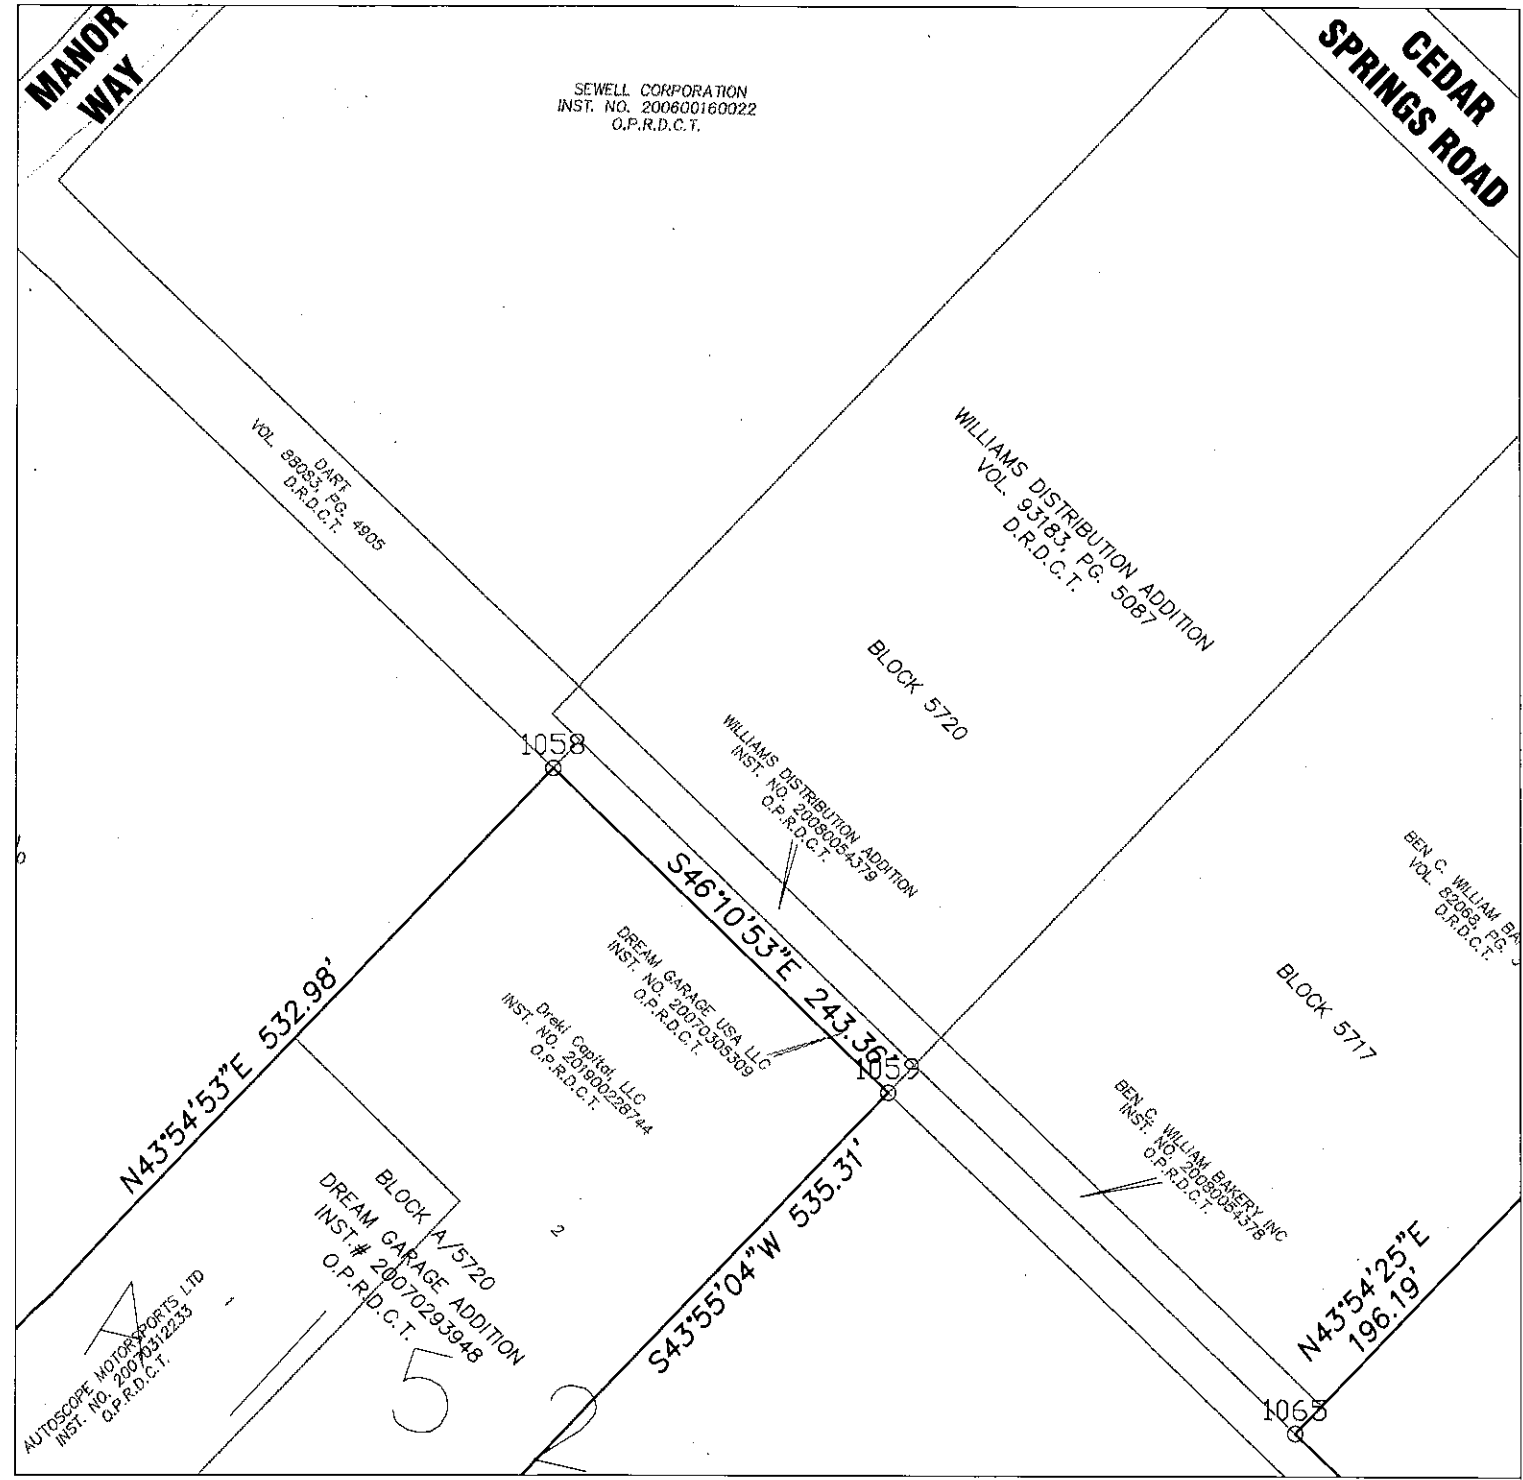 MANOR
WAY
CEDAR
SPRINGS ROAD
SEWELL CORPORATION
INST. NO. 200600160022
O.P.R.D.C.T.
DART
VOL. 88083, PG. 4905
D.R.D.C.T.
WILLIAMS DISTRIBUTION ADDITION
VOL. 93183, PG. 5087
D.R.D.C.T.
BLOCK 5720
1058
WILLIAMS DISTRIBUTION ADDITION
INST. NO. 20080054379
O.P.R.D.C.T.
BEN C. WILLIAM
VOL. 82068, PG.
D.R.D.C.T.
S46°10'53"E 243.36'
DREAM GARAGE USA LLC
INST. NO. 20070305309
O.P.R.D.C.T.
Dreki Capital, LLC
INST. NO. 201900228744
O.P.R.D.C.T.
BLOCK 5717
1059
N43°54'53"E 532.98'
BEN C. WILLIAM BAKERY INC
INST. NO. 20080054378
O.P.R.D.C.T.
BLOCK A/5720
DREAM GARAGE ADDITION
INST.# 20070293948
O.P.R.D.C.T.
2
S43°55'04"W 535.31'
N43°54'25"E
196.19'
AUTOSCOPE MOTORSPORTS LTD
INST. NO. 20070312233
O.P.R.D.C.T.
1
5
2
1065